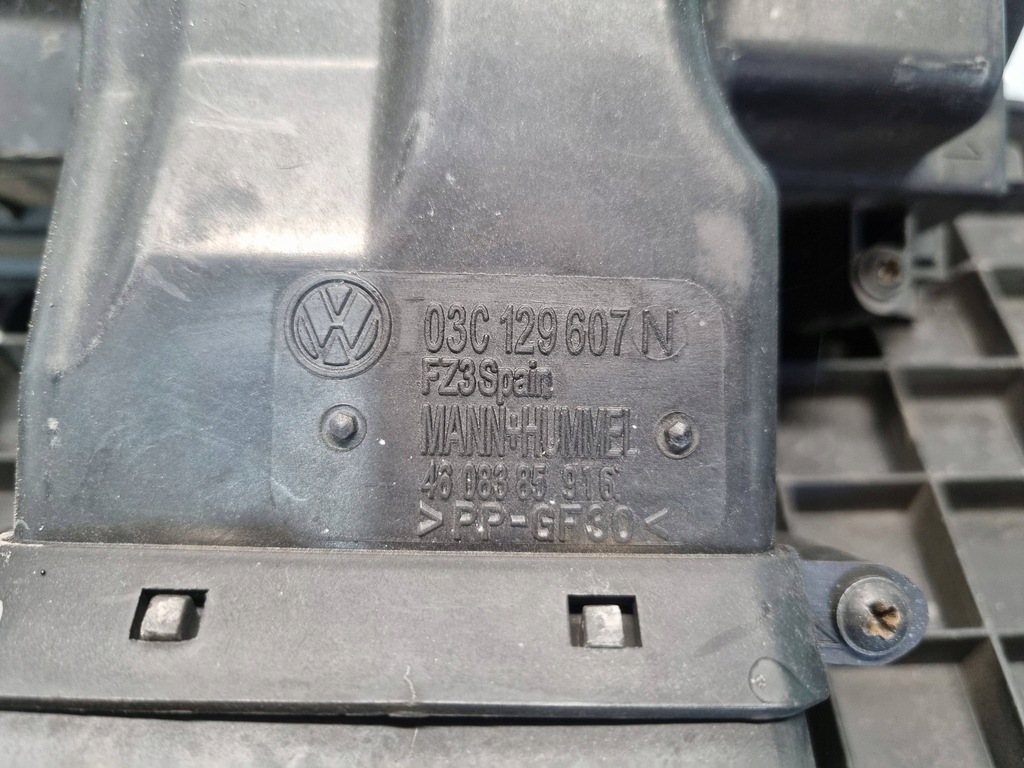 03C 129 607 N
FZ3 Spain
MANN+HUMMEL
46 083 85 916
>PP-GF30<